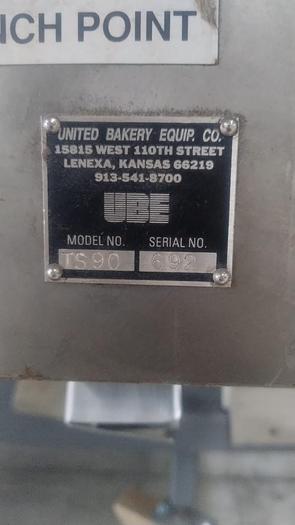 NCH POINT
UNITED BAKERY EQUIP. CO.
15815 WEST 110TH STREET
LENEXA, KANSAS 66219
913-541-8700
UBE
MODEL NO. SERIAL NO.
TS90 692